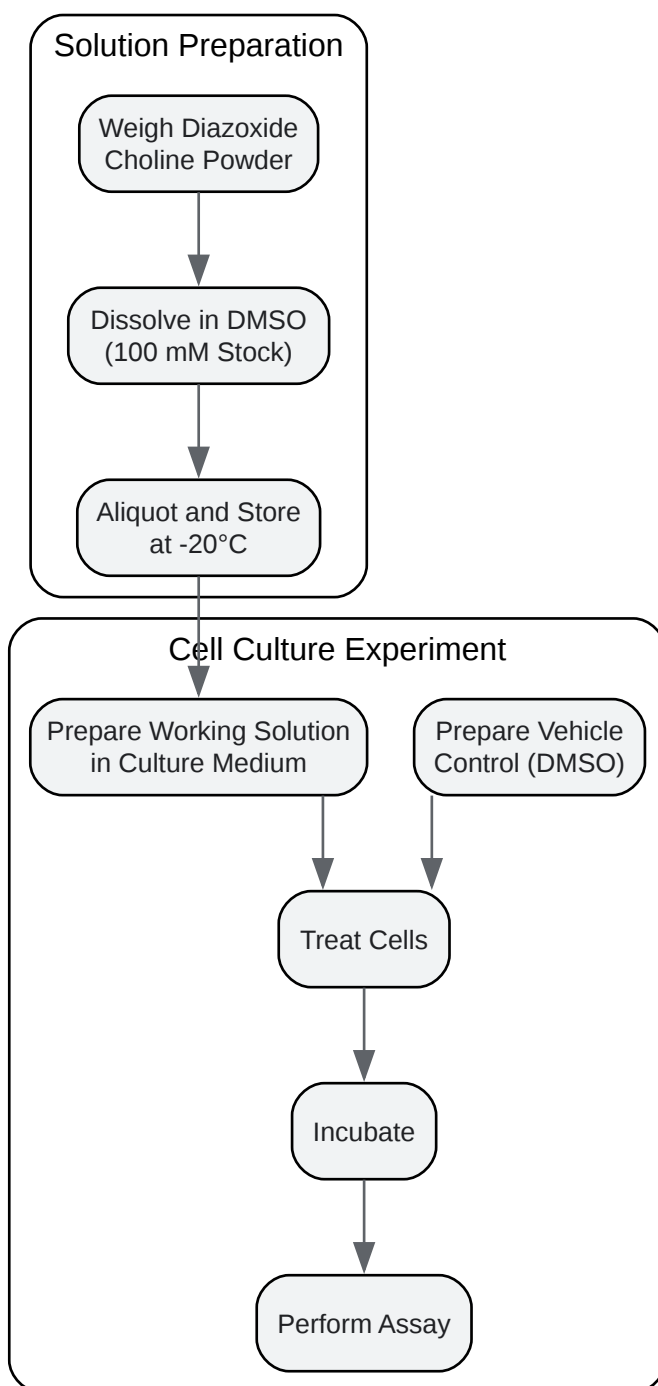 Solution Preparation
Weigh Diazoxide
Choline Powder
Dissolve in DMSO
(100 mM Stock)
Aliquot and Store
at -20°C
Cell Culture Experiment
Prepare Working Solution
in Culture Medium
Prepare Vehicle
Control (DMSO)
Treat Cells
Incubate
Perform Assay